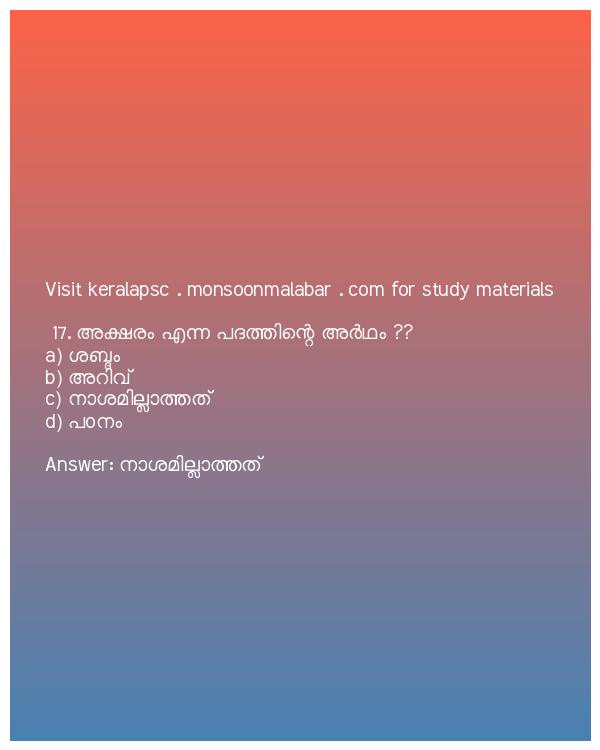 Visit keralapsc . monsoonmalabar . com for study materials
17. അക്ഷരം എന്ന പദത്തിന്റെ അർഥം ??
a) ശബ്ദം
b) അറിവ്
c) നാശമില്ലാത്തത്
d) പഠനം
Answer: നാശമില്ലാത്തത്